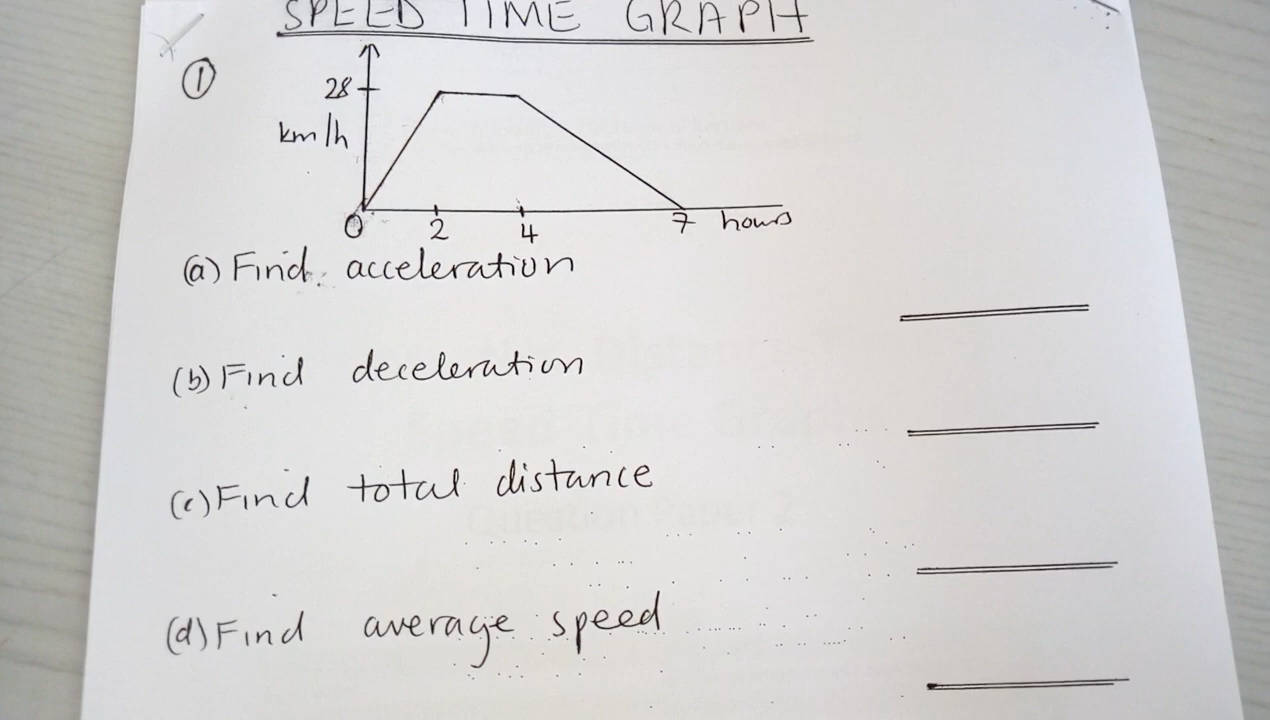 SPEED TIME GRAPH
①
28
km/h
0 2 4 7 hours
(a) Find acceleration
(b) Find deceleration
(c) Find total distance
(d) Find average speed